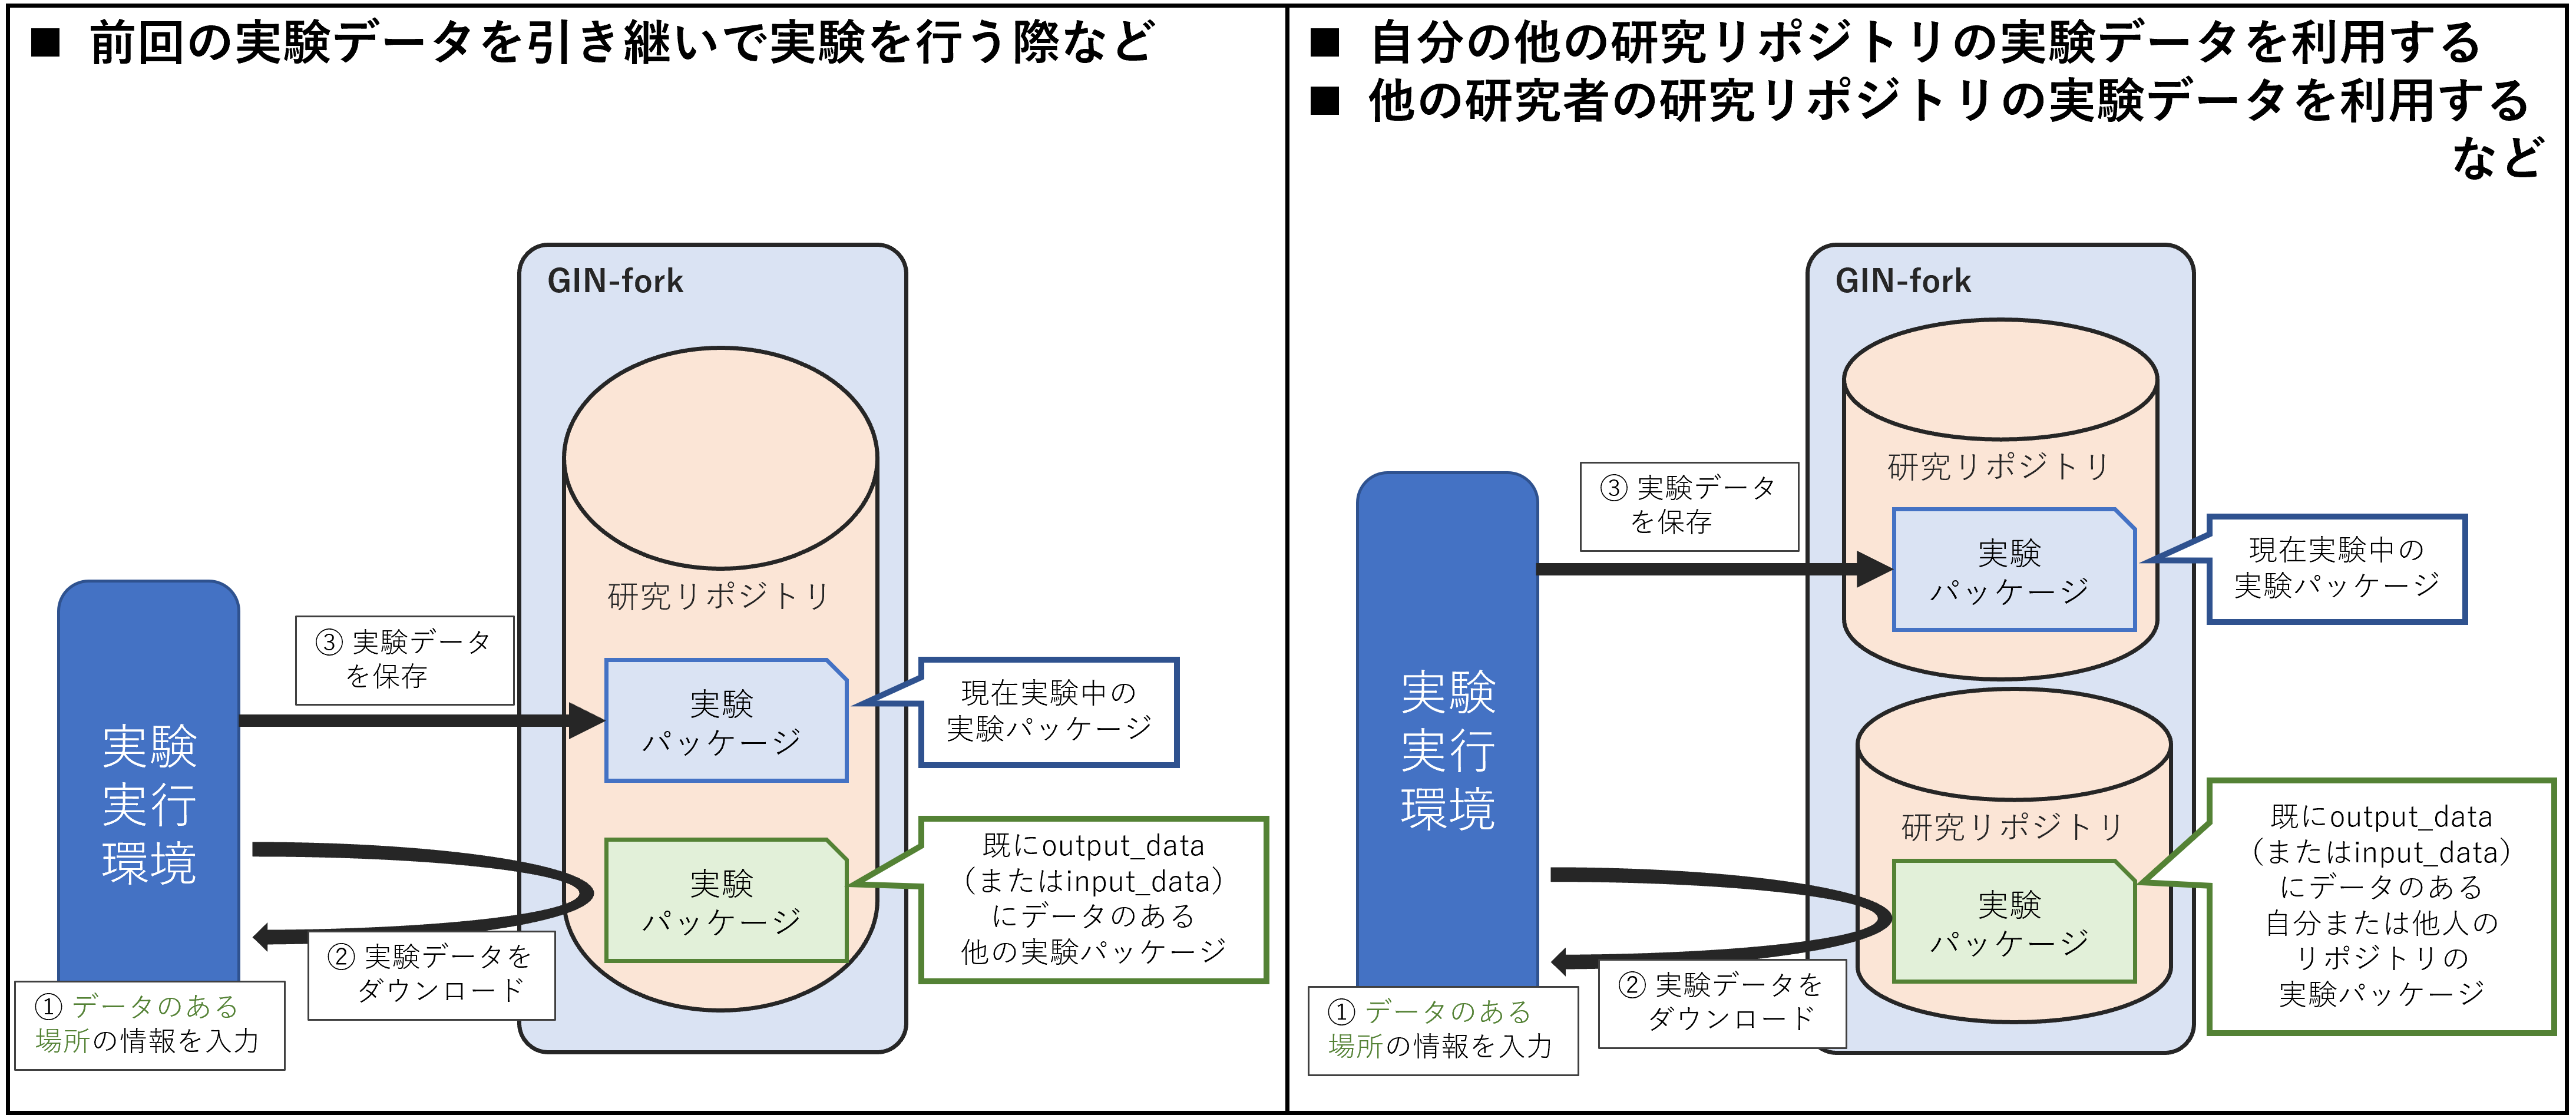 ■ 前回の実験データを引き継いで実験を行う際など
GIN-fork
研究リポジトリ
③ 実験データ
を保存
実験
パッケージ
現在実験中の
実験パッケージ
実験
実行
環境
実験
パッケージ
既にoutput_data
（またはinput_data）
にデータのある
他の実験パッケージ
② 実験データを
ダウンロード
① データのある
場所の情報を入力
■ 自分の他の研究リポジトリの実験データを利用する
■ 他の研究者の研究リポジトリの実験データを利用する
など
GIN-fork
研究リポジトリ
③ 実験データ
を保存
実験
パッケージ
現在実験中の
実験パッケージ
実験
実行
環境
研究リポジトリ
実験
パッケージ
既にoutput_data
（またはinput_data）
にデータのある
自分または他人の
リポジトリの
実験パッケージ
② 実験データを
ダウンロード
① データのある
場所の情報を入力